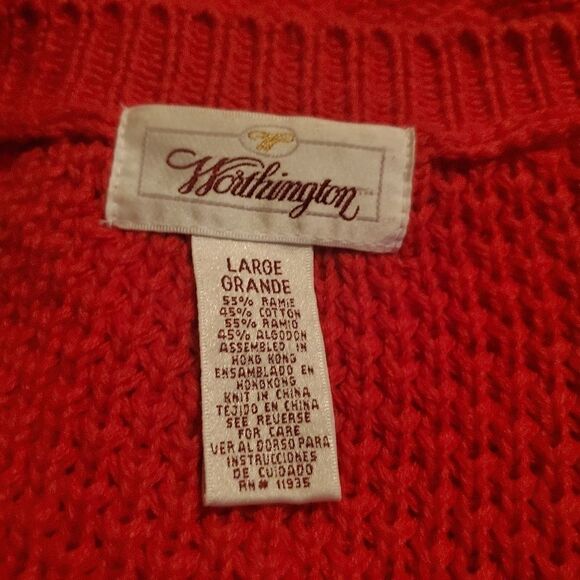 Worthington
LARGE
GRANDE
55% RAMIE
45% COTTON
55% RAMIO
45% ALGODON
ASSEMBLED IN
HONG KONG
ENSAMBLADO EN
HONGKONG
KNIT IN CHINA
TEJIDO EN CHINA
SEE REVERSE
FOR CARE
VER AL DORSO PARA
INSTRUCCIONES
DE CUIDADO
RN# 11935